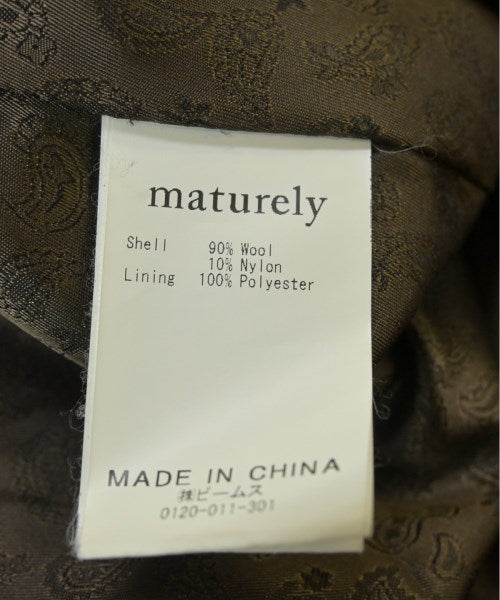 maturely
Shell 90% Wool
10% Nylon
Lining 100% Polyester
MADE IN CHINA
㈱ビームス
0120-011-301